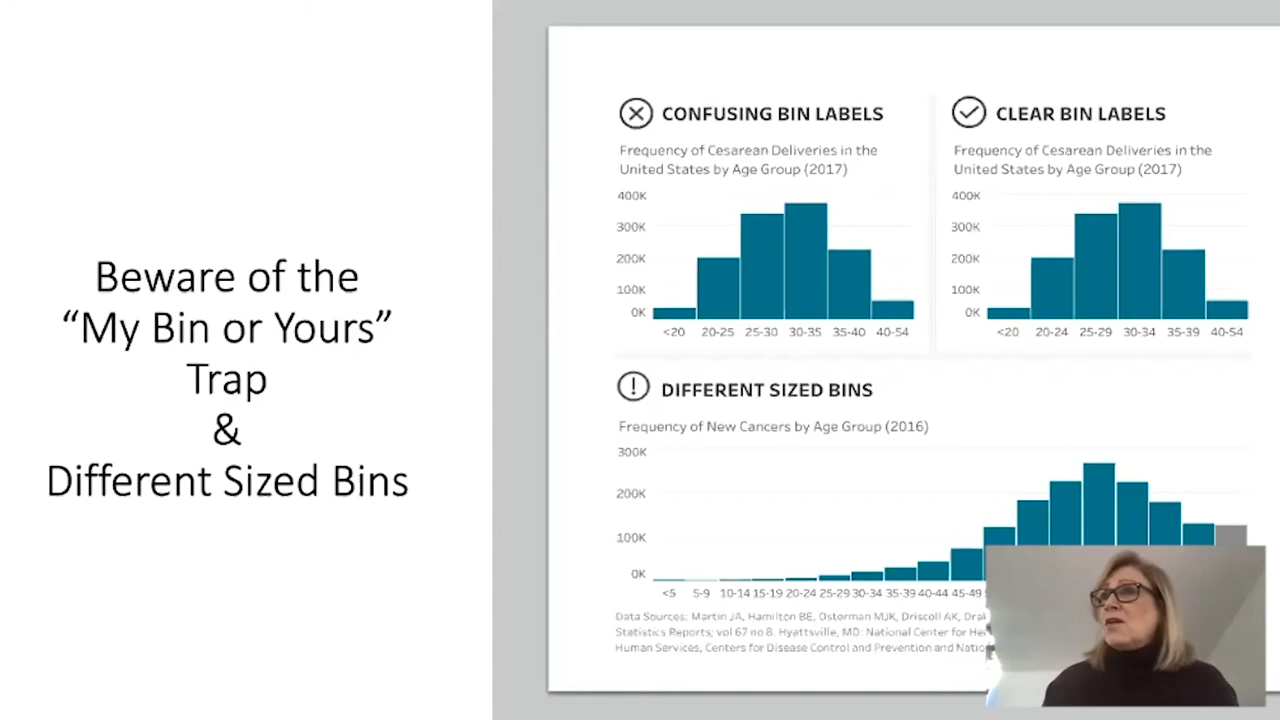 Beware of the
“My Bin or Yours”
Trap
&
Different Sized Bins
CONFUSING BIN LABELS
Frequency of Cesarean Deliveries in the
United States by Age Group (2017)
400K
300K
200K
100K
0K
<20 20-25 25-30 30-35 35-40 40-54
CLEAR BIN LABELS
Frequency of Cesarean Deliveries in the
United States by Age Group (2017)
400K
300K
200K
100K
0K
<20 20-24 25-29 30-34 35-39 40-54
DIFFERENT SIZED BINS
Frequency of New Cancers by Age Group (2016)
300K
200K
100K
0K
<5 5-9 10-14 15-19 20-24 25-29 30-34 35-39 40-44 45-49
Data Sources: Martin JA, Hamilton BE, Osterman MJK, Driscoll AK,
Statistics Reports; vol 67 no 8. Hyattsville, MD: National Center for
Human Services, Centers for Disease Control and Prevention and